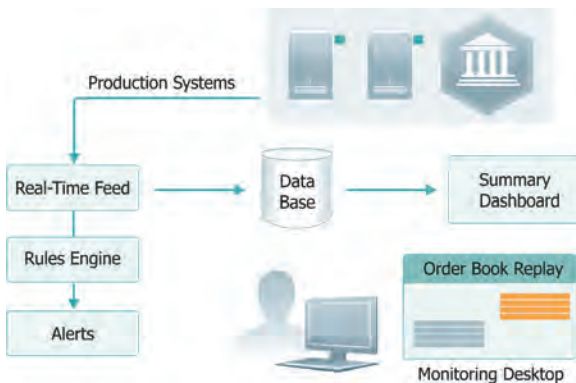 Production Systems
Real-Time Feed
Data
Base
Summary
Dashboard
Rules Engine
Order Book Replay
Alerts
Monitoring Desktop